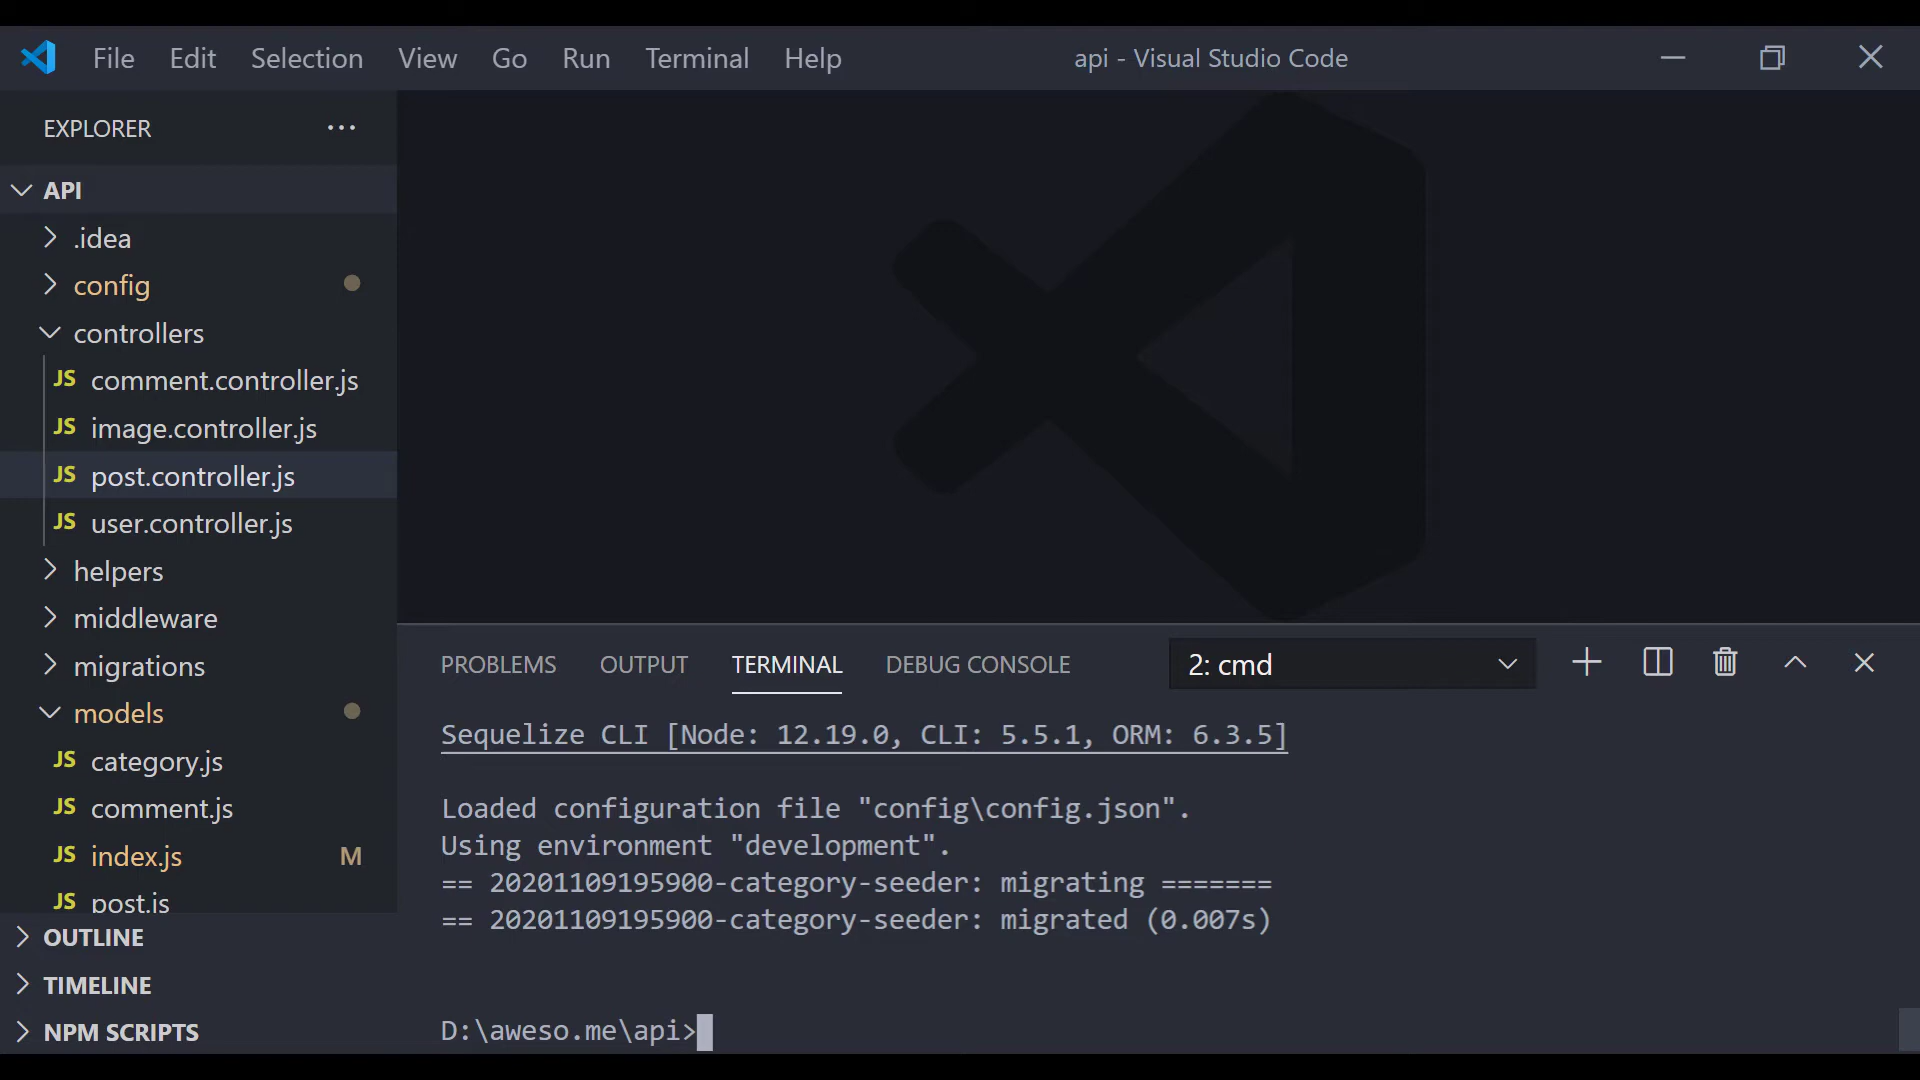 File Edit Selection View Go Run Terminal Help api - Visual Studio Code
EXPLORER ...
API
.idea
config
controllers
JS comment.controller.js
JS image.controller.js
JS post.controller.js
JS user.controller.js
helpers
middleware
migrations
models
JS category.js
JS comment.js
JS index.js M
JS post.js
OUTLINE
TIMELINE
NPM SCRIPTS
PROBLEMS OUTPUT TERMINAL DEBUG CONSOLE 2: cmd
Sequelize CLI [Node: 12.19.0, CLI: 5.5.1, ORM: 6.3.5]
Loaded configuration file "config\config.json".
Using environment "development".
== 20201109195900-category-seeder: migrating =======
== 20201109195900-category-seeder: migrated (0.007s)
D:\aweso.me\api>